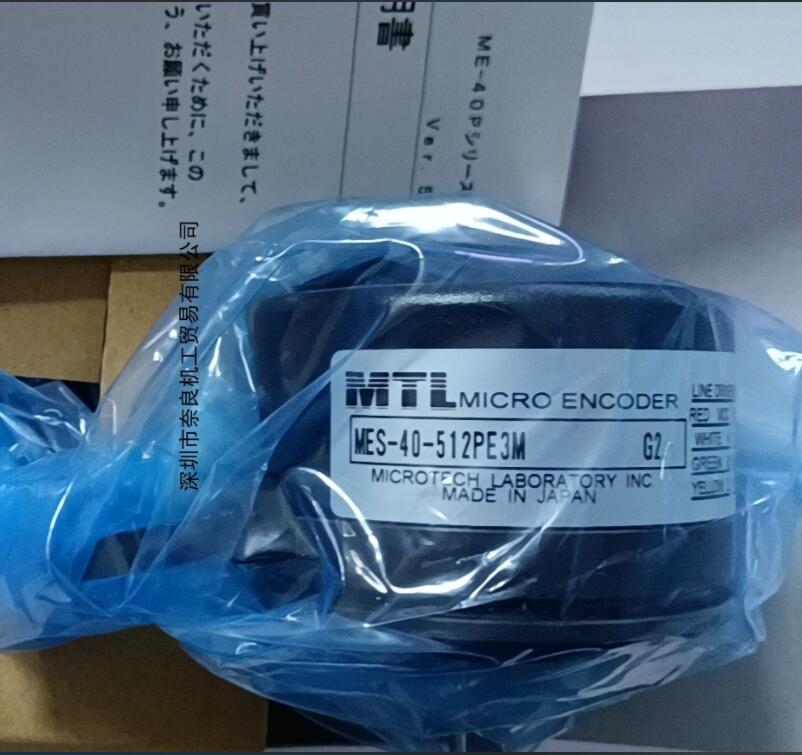 明書
ME-40Pシリーズ
Ver.
買い上げいただきまして、
いただくために、この
う、お願い申し上げます。
深圳市奈良机工贸易有限公司
MTL MICRO ENCODER
MES-40-512PE3M G2
MICROTECH LABORATORY INC.
MADE IN JAPAN
LINE
RED VCC
WHITE
GREEN
YELLOW